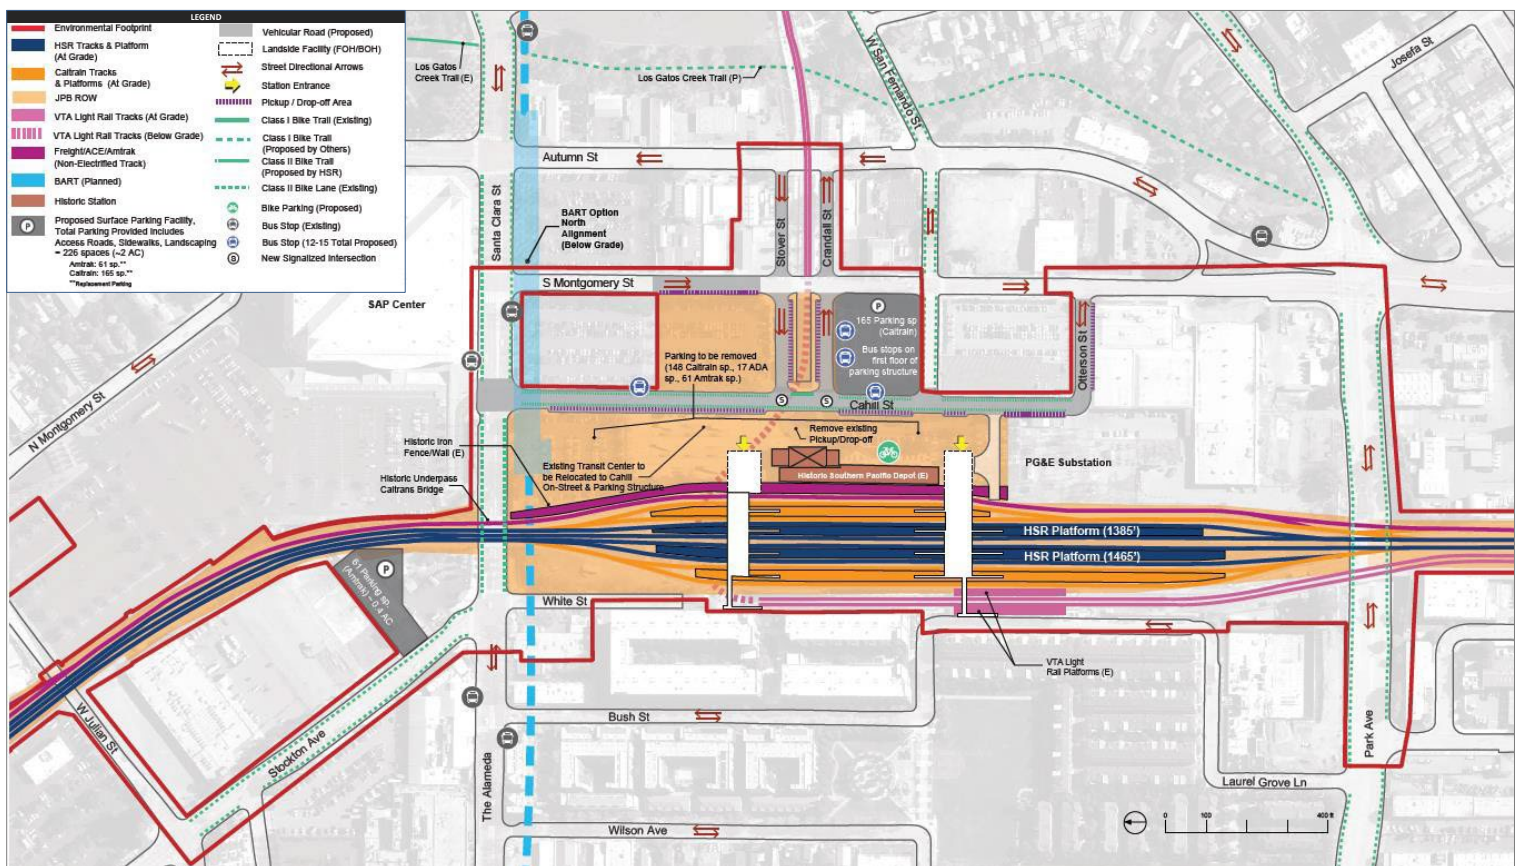 LEGEND
Environmental Footprint
HSR Tracks & Platform
(At Grade)
Caltrain Tracks
& Platforms (At Grade)
JPB ROW
VTA Light Rail Tracks (At Grade)
VTA Light Rail Tracks (Below Grade)
Freight/ACE/Amtrak
(Non-Electrified Track)
BART (Planned)
Historic Station
P
Proposed Surface Parking Facility,
Total Parking Provided Includes
Access Roads, Sidewalks, Landscaping
= 226 spaces (~2 AC)
Amtrak: 61 sp.**
Caltrain: 165 sp.**
**Replacement Parking
Vehicular Road (Proposed)
Landside Facility (FOH/BOH)
Street Directional Arrows
Station Entrance
Pickup / Drop-off Area
Class I Bike Trail (Existing)
Class I Bike Trail
(Proposed by Others)
Class II Bike Trail
(Proposed by HSR)
Class II Bike Lane (Existing)
Bike Parking (Proposed)
Bus Stop (Existing)
Bus Stop (12-15 Total Proposed)
S
New Signalized Intersection
Los Gatos
Creek Trail (E)
Los Gatos Creek Trail (P)
W San Fernando St
Josefa St
Autumn St
Santa Clara St
BART Option
North
Alignment
(Below Grade)
Stover St
Crandall St
S Montgomery St
SAP Center
N Montgomery St
Otterson St
P
165 Parking sp
(Caltrain)
Bus stops on
first floor of
parking structure
Parking to be removed
(148 Caltrain sp., 17 ADA
sp., 61 Amtrak sp.)
S
S
Cahill St
Historic Iron
Fence/Wall (E)
Remove existing
Pickup/Drop-off
Existing Transit Center to
be Relocated to Cahill
On-Street & Parking Structure
Historic Southern Pacific Depot (E)
PG&E Substation
Historic Underpass
Caltrans Bridge
HSR Platform (1385')
HSR Platform (1465')
P
61 Parking sp.
(Amtrak) ~ 0.4 AC
White St
VTA Light
Rail Platforms (E)
W Julian St
Stockton Ave
The Alameda
Bush St
Park Ave
Laurel Grove Ln
Wilson Ave
0 100 400 ft